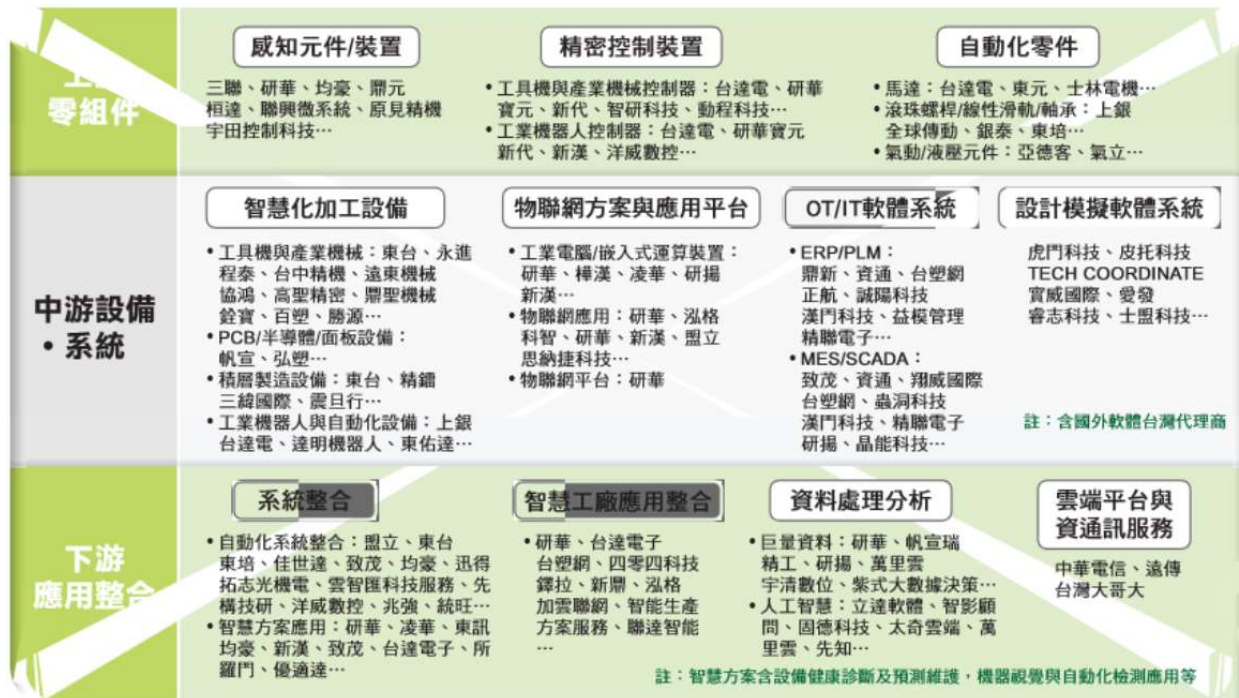 零組件
感知元件/裝置
三聯、研華、均豪、鼎元
桓達、聯興微系統、原見精機
宇田控制科技…
精密控制裝置
•工具機與產業機械控制器：台達電、研華
寶元、新代、智研科技、動程科技…
•工業機器人控制器：台達電、研華寶元
新代、新漢、洋威數控…
自動化零件
•馬達：台達電、東元、士林電機…
•滾珠螺桿/線性滑軌/軸承：上銀
全球傳動、銀泰、東培…
•氣動/液壓元件：亞德客、氣立…
中游設備
•系統
智慧化加工設備
•工具機與產業機械：東台、永進
程泰、台中精機、遠東機械
協鴻、高聖精密、鼎聖機械
銓寶、百塑、勝源…
•PCB/半導體/面板設備：
帆宣、弘塑…
•積層製造設備：東台、精鐳
三緯國際、震旦行…
•工業機器人與自動化設備：上銀
台達電、達明機器人、東佑達…
物聯網方案與應用平台
•工業電腦/嵌入式運算裝置：
研華、樺漢、凌華、研揚
新漢…
•物聯網應用：研華、泓格
科智、研華、新漢、盟立
思納捷科技…
•物聯網平台：研華
OT/IT軟體系統
•ERP/PLM：
鼎新、資通、台塑網
正航、誠陽科技
漢門科技、益模管理
精聯電子…
•MES/SCADA：
致茂、資通、翔威國際
台塑網、蟲洞科技
漢門科技、精聯電子
研揚、晶能科技…
設計模擬軟體系統
虎門科技、皮托科技
TECH COORDINATE
實威國際、愛發
睿志科技、士盟科技…
註：含國外軟體台灣代理商
下游
應用整合
系統整合
•自動化系統整合：盟立、東台
東培、佳世達、致茂、均豪、迅得
拓志光機電、雲智匯科技服務、先
構技研、洋威數控、兆強、統旺…
•智慧方案應用：研華、凌華、東訊
均豪、新漢、致茂、台達電子、所
羅門、優適達…
智慧工廠應用整合
•研華、台達電子
台塑網、四零四科技
鐸拉、新鼎、泓格
加雲聯網、智能生產
方案服務、聯達智能
…
資料處理分析
•巨量資料：研華、帆宣瑞
精工、研揚、萬里雲
宇清數位、紫式大數據決策…
•人工智慧：立達軟體、智影顧
問、固德科技、太奇雲端、萬
里雲、先知…
雲端平台與
資通訊服務
中華電信、遠傳
台灣大哥大
註：智慧方案含設備健康診斷及預測維護，機器視覺與自動化檢測應用等